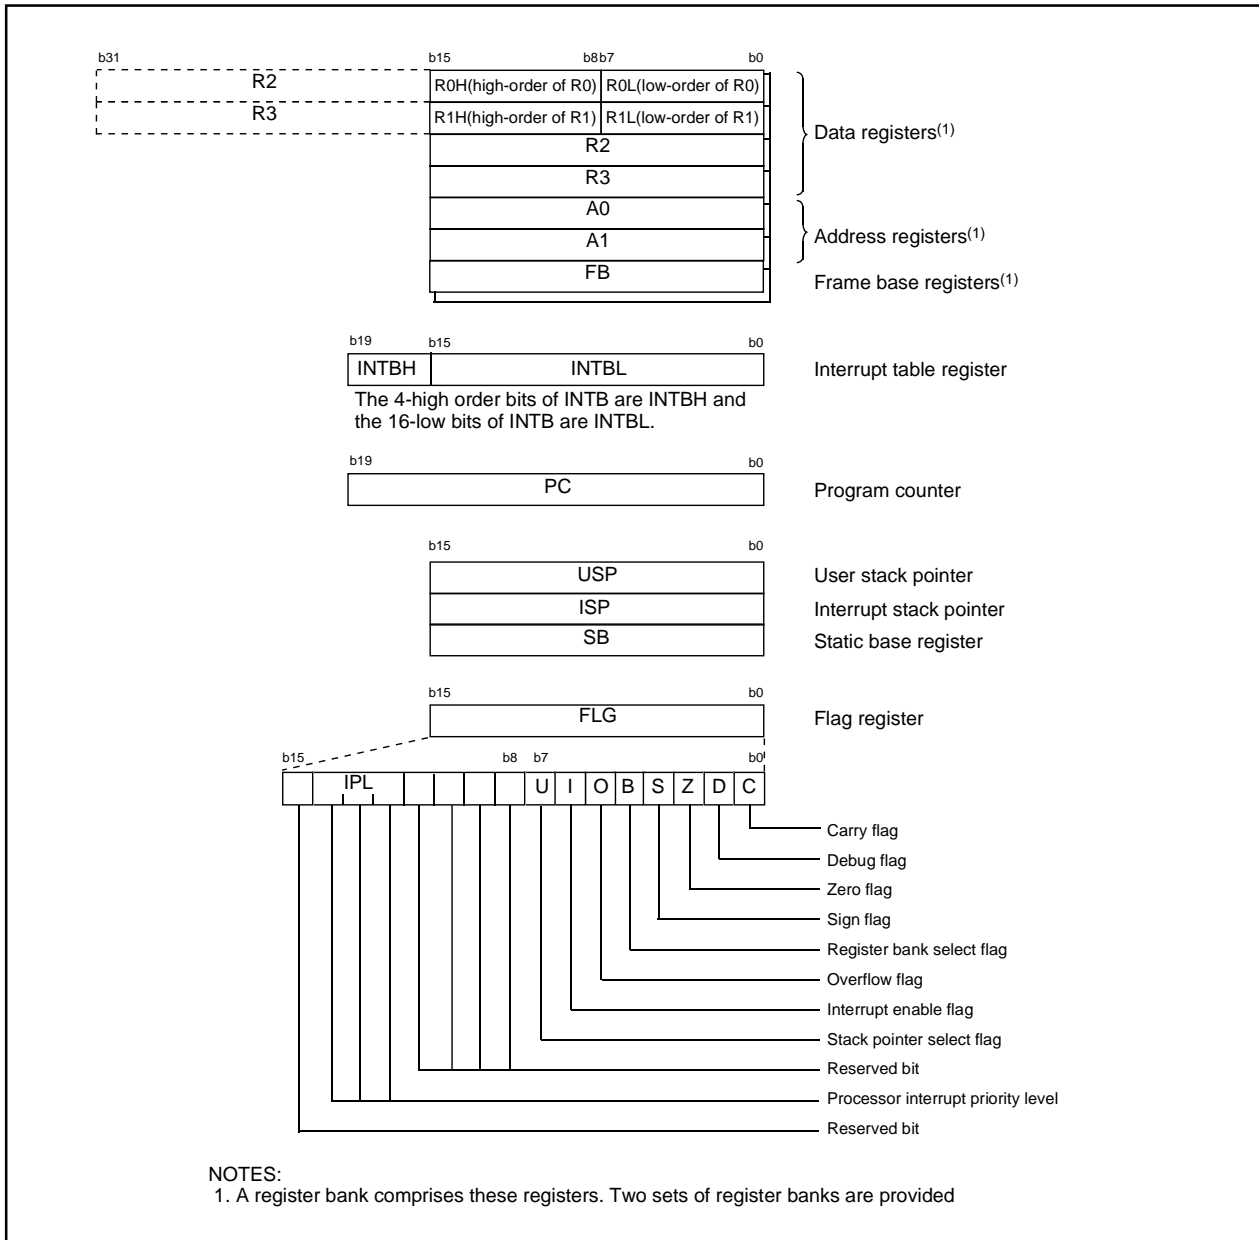 b31 b15 b8b7 b0
R2 R0H(high-order of R0) R0L(low-order of R0)
R3 R1H(high-order of R1) R1L(low-order of R1)
Data registers(1)
R2
R3
A0
Address registers(1)
A1
FB
Frame base registers(1)
b19 b15 b0
INTBH INTBL Interrupt table register
The 4-high order bits of INTB are INTBH and
the 16-low bits of INTB are INTBL.
b19 b0
PC Program counter
b15 b0
USP User stack pointer
ISP Interrupt stack pointer
SB Static base register
b15 b0
FLG Flag register
b15 b8 b7 b0
IPL U I O B S Z D C
Carry flag
Debug flag
Zero flag
Sign flag
Register bank select flag
Overflow flag
Interrupt enable flag
Stack pointer select flag
Reserved bit
Processor interrupt priority level
Reserved bit
NOTES:
1. A register bank comprises these registers. Two sets of register banks are provided